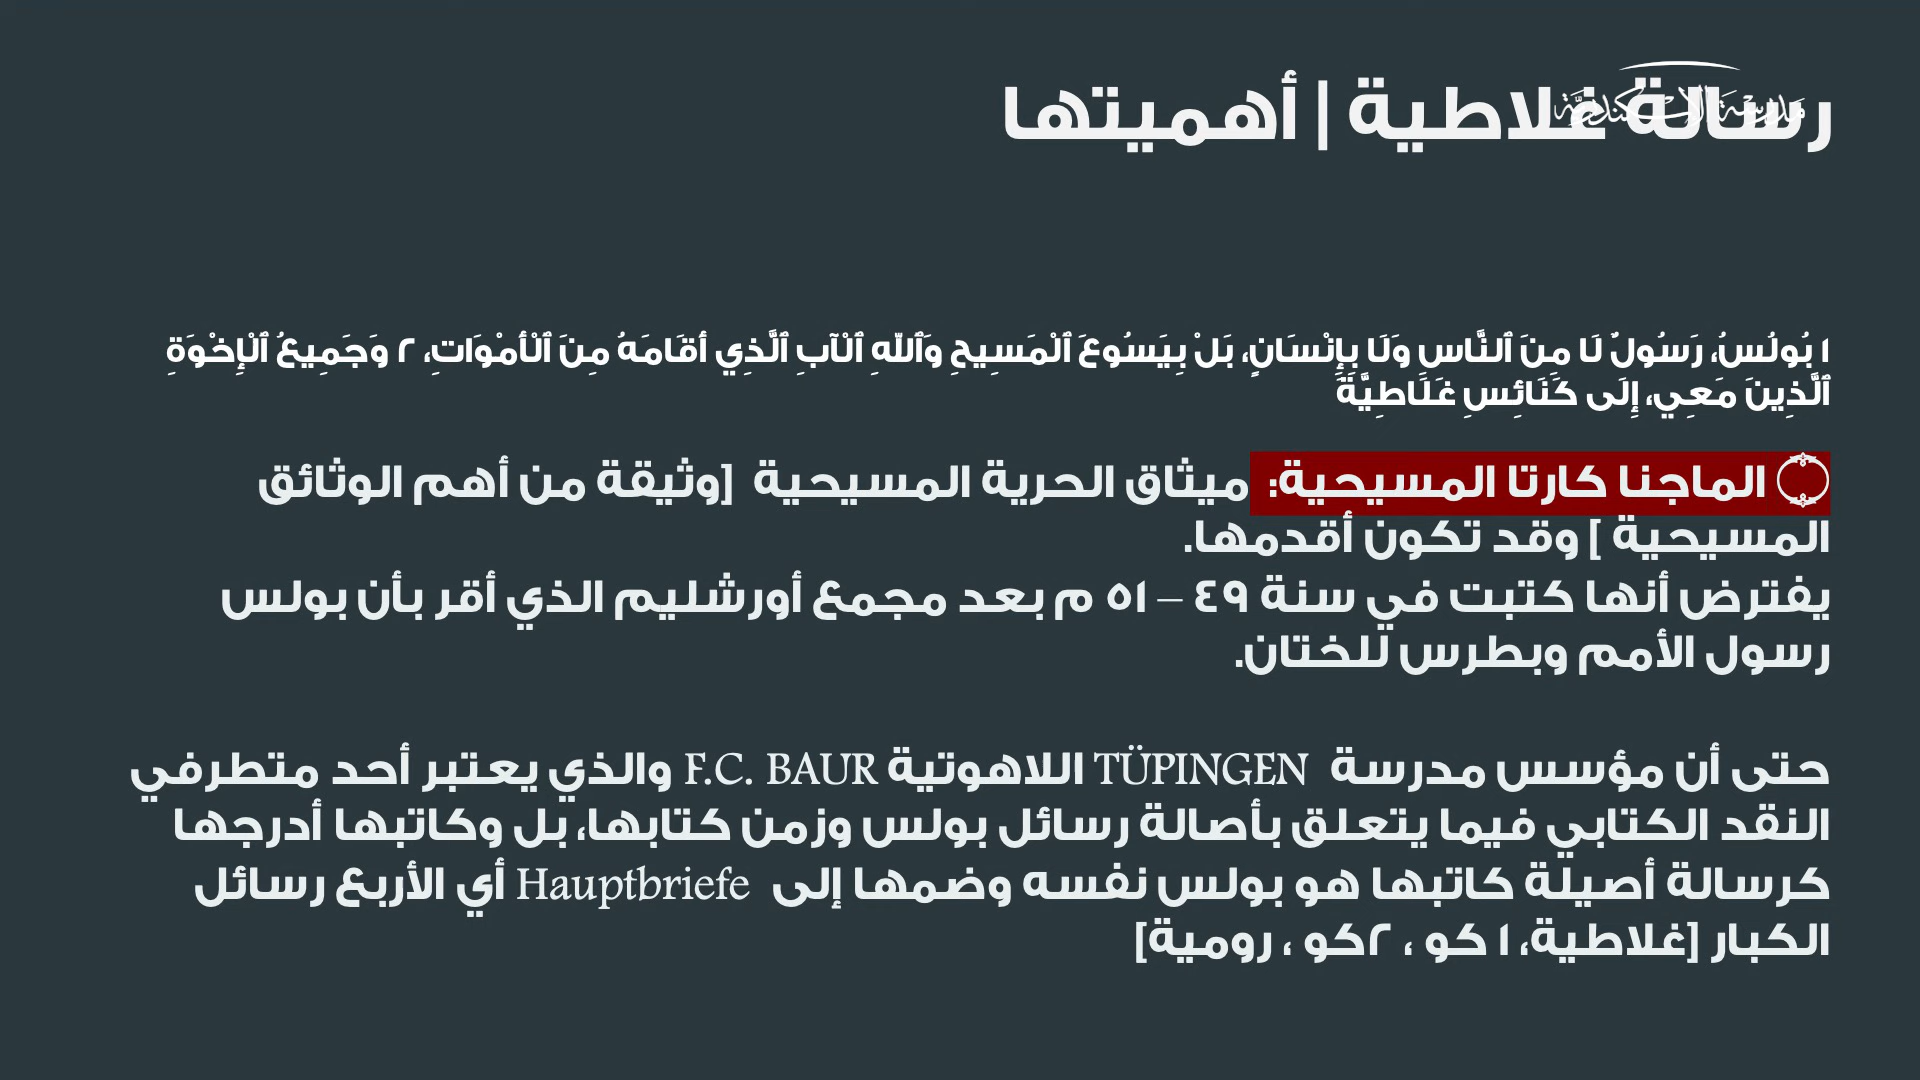 رسالة غلاطية | أهميتها
مدرسة الإسكندرية
١ بُولُسُ، رَسُولٌ لَا مِنَ ٱلنَّاسِ وَلَا بِإِنْسَانٍ، بَلْ بِيَسُوعَ ٱلْمَسِيحِ وَٱللهِ ٱلْآبِ ٱلَّذِي أَقَامَهُ مِنَ ٱلْأَمْوَاتِ، ٢ وَجَمِيعُ ٱلْإِخْوَةِ
ٱلَّذِينَ مَعِي، إِلَى كَنَائِسِ غَلَاطِيَّةَ
۝ الماجنا كارتا المسيحية: ميثاق الحرية المسيحية [وثيقة من أهم الوثائق
المسيحية ] وقد تكون أقدمها.
يفترض أنها كتبت في سنة ٤٩ – ٥١ م بعد مجمع أورشليم الذي أقر بأن بولس
رسول الأمم وبطرس للختان.
حتى أن مؤسس مدرسة TÜPINGEN اللاهوتية F.C. BAUR والذي يعتبر أحد متطرفي
النقد الكتابي فيما يتعلق بأصالة رسائل بولس وزمن كتابها، بل وكاتبها أدرجها
كرسالة أصيلة كاتبها هو بولس نفسه وضمها إلى Hauptbriefe أي الأربع رسائل
الكبار [غلاطية، ١ كو ، ٢كو ، رومية]